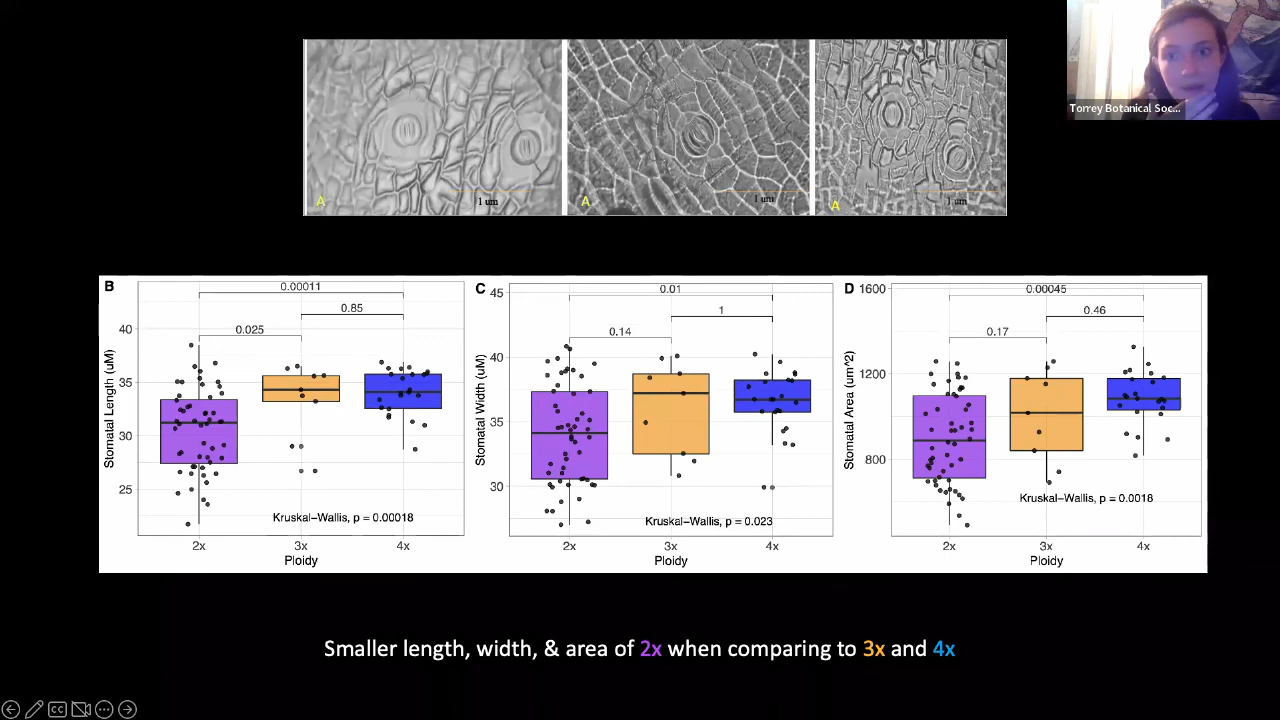 Torrey Botanical Soc...
A
1 um
A
1 um
A
1 um
B
0.00011
0.85
0.025
40
35
30
25
Stomatal Length (uM)
Kruskal−Wallis, p = 0.00018
2x
3x
4x
Ploidy
C
45
0.01
1
0.14
40
35
30
Stomatal Width (uM)
Kruskal−Wallis, p = 0.023
2x
3x
4x
Ploidy
D
1600
0.00045
0.46
0.17
1200
800
Stomatal Area (um^2)
Kruskal−Wallis, p = 0.0018
2x
3x
4x
Ploidy
Smaller length, width, & area of 2x when comparing to 3x and 4x
CC